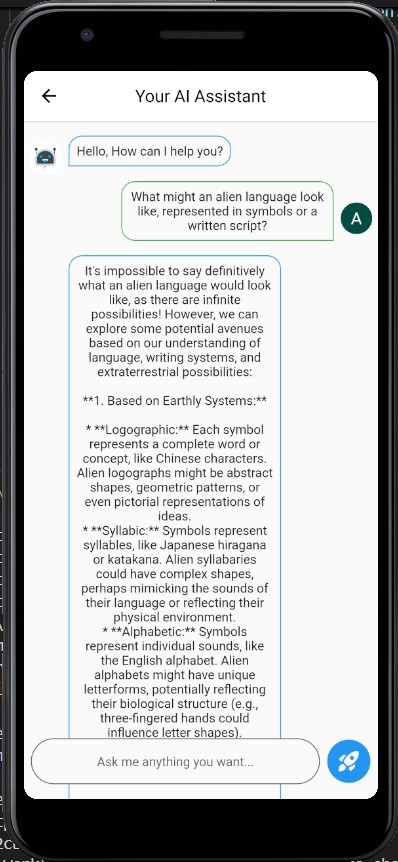 Your AI Assistant
Hello, How can I help you?
What might an alien language look
like, represented in symbols or a
written script?
A
It's impossible to say definitively
what an alien language would look
like, as there are infinite
possibilities! However, we can
explore some potential avenues
based on our understanding of
language, writing systems, and
extraterrestrial possibilities:
**1. Based on Earthly Systems:**
* **Logographic:** Each symbol
represents a complete word or
concept, like Chinese characters.
Alien logographs might be abstract
shapes, geometric patterns, or
even pictorial representations of
ideas.
* **Syllabic:** Symbols represent
syllables, like Japanese hiragana
or katakana. Alien syllabaries
could have complex shapes,
perhaps mimicking the sounds of
their language or reflecting their
physical environment.
* **Alphabetic:** Symbols
represent individual sounds, like
the English alphabet. Alien
alphabets might have unique
letterforms, potentially reflecting
their biological structure (e.g.,
three-fingered hands could
influence letter shapes).
Ask me anything you want...